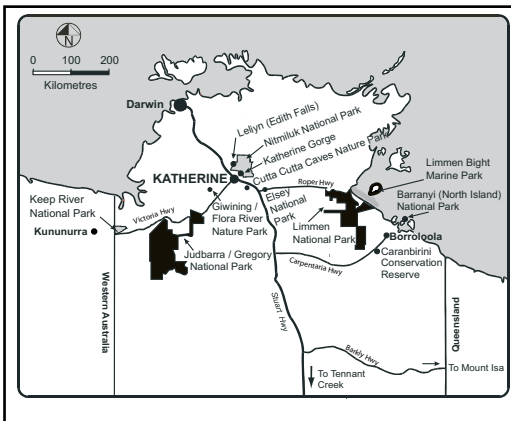 N
0 100 200
Kilometres
Darwin
Leliyn (Edith Falls)
Nitmiluk National Park
Katherine Gorge
Cutta Cutta Caves Nature Park
KATHERINE
Roper Hwy
Limmen Bight
Marine Park
Barranyi (North Island)
National Park
Keep River
National Park
Kununurra
Victoria Hwy
Giwining /
Flora River
Nature Park
Elsey
National
Park
Limmen
National Park
Borroloola
Caranbirini
Conservation
Reserve
Judbarra / Gregory
National Park
Carpentaria Hwy
Western Australia
Stuart Hwy
Queensland
Barkly Hwy
To Mount Isa
To Tennant
Creek